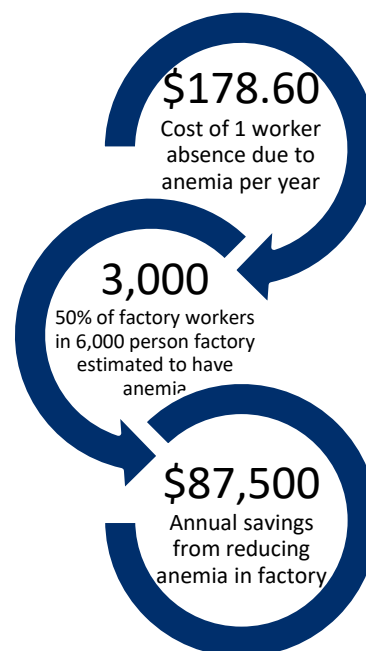 $178.60
Cost of 1 worker
absence due to
anemia per year
3,000
50% of factory workers
in 6,000 person factory
estimated to have
anemia
$87,500
Annual savings
from reducing
anemia in factory